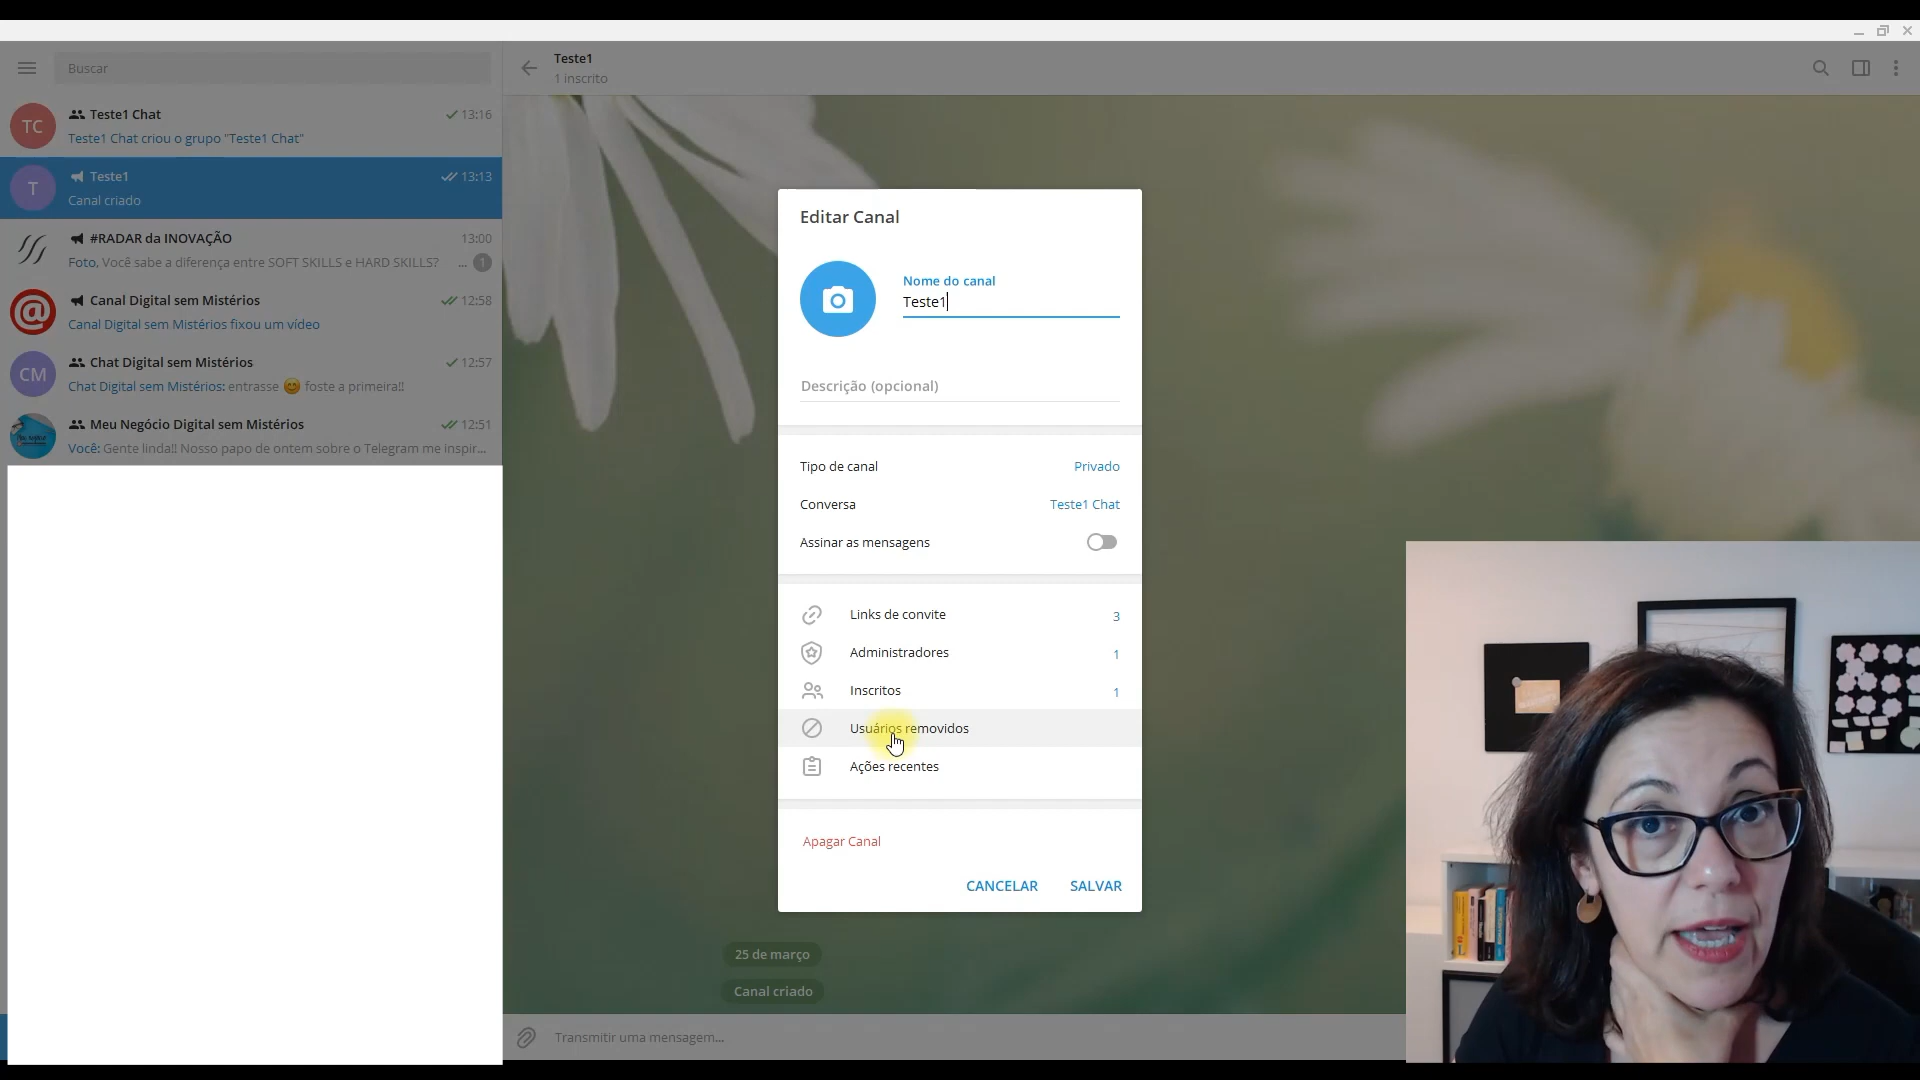 Buscar
Teste1 Chat
13:16
Teste1 Chat criou o grupo "Teste1 Chat"
Teste1
13:13
Canal criado
#RADAR da INOVAÇÃO
13:00
Foto, Você sabe a diferença entre SOFT SKILLS e HARD SKILLS? ...
1
Canal Digital sem Mistérios
12:58
Canal Digital sem Mistérios fixou um vídeo
Chat Digital sem Mistérios
12:57
Chat Digital sem Mistérios: entrasse 😊 foste a primeira!!
Meu Negócio Digital sem Mistérios
12:51
Você: Gente linda!! Nosso papo de ontem sobre o Telegram me inspir...
TC
T
CM
Teste1
1 inscrito
Editar Canal
Nome do canal
Teste1
Descrição (opcional)
Tipo de canal
Privado
Conversa
Teste1 Chat
Assinar as mensagens
Links de convite
3
Administradores
1
Inscritos
1
Usuários removidos
Ações recentes
Apagar Canal
CANCELAR
SALVAR
25 de março
Canal criado
Transmitir uma mensagem...